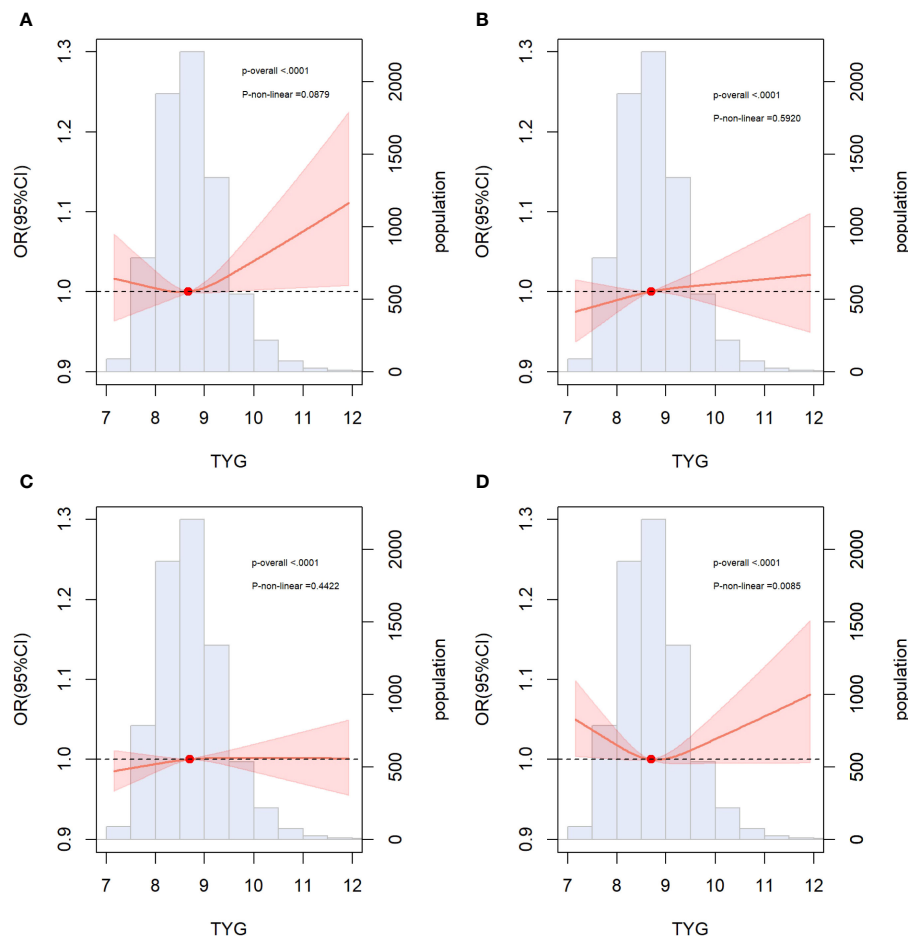 A
OR(95%CI)
1.3
1.2
1.1
1.0
0.9
p-overall <.0001
P-non-linear =0.0879
2000
1500
1000
500
0
population
7 8 9 10 11 12
TYG
B
OR(95%CI)
1.3
1.2
1.1
1.0
0.9
p-overall <.0001
P-non-linear =0.5920
2000
1500
1000
500
0
population
7 8 9 10 11 12
TYG
C
OR(95%CI)
1.3
1.2
1.1
1.0
0.9
p-overall <.0001
P-non-linear =0.4422
2000
1500
1000
500
0
population
7 8 9 10 11 12
TYG
D
OR(95%CI)
1.3
1.2
1.1
1.0
0.9
p-overall <.0001
P-non-linear =0.0085
2000
1500
1000
500
0
population
7 8 9 10 11 12
TYG